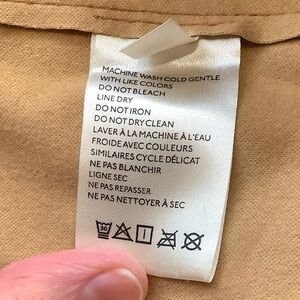 MACHINE WASH COLD GENTLE
WITH LIKE COLORS
DO NOT BLEACH
LINE DRY
DO NOT IRON
DO NOT DRY CLEAN
LAVER À LA MACHINE À L'EAU
FROIDE AVEC COULEURS
SIMILAIRES CYCLE DÉLICAT
NE PAS BLANCHIR
LIGNE SEC
NE PAS REPASSER
NE PAS NETTOYER À SEC
30